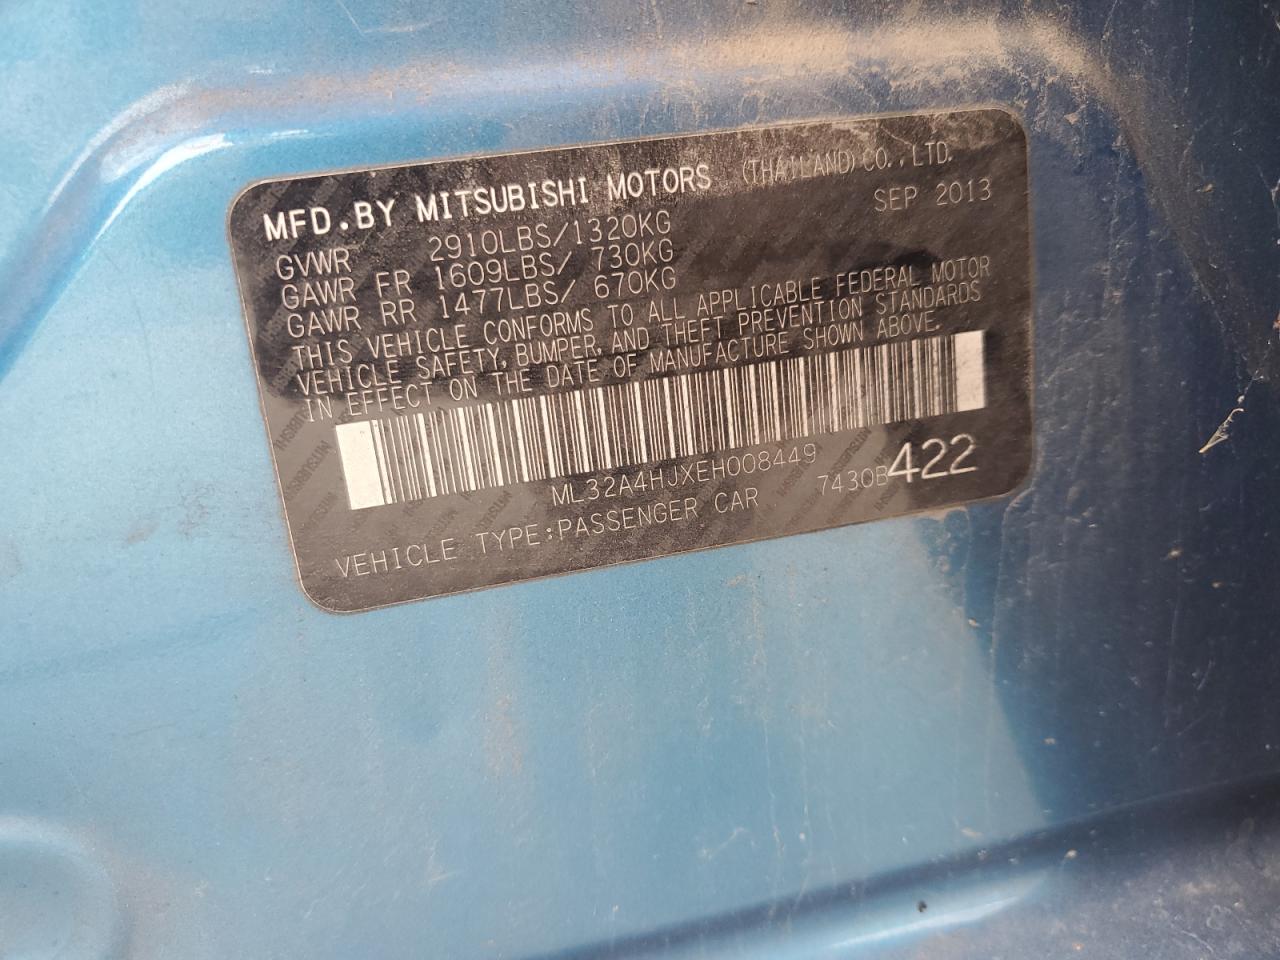 MFD.BY MITSUBISHI MOTORS (THAILAND) CO.,LTD.
SEP 2013
GVWR 2910LBS/1320KG
GAWR FR 1609LBS/ 730KG
GAWR RR 1477LBS/ 670KG
THIS VEHICLE CONFORMS TO ALL APPLICABLE FEDERAL MOTOR
VEHICLE SAFETY, BUMPER, AND THEFT PREVENTION STANDARDS
IN EFFECT ON THE DATE OF MANUFACTURE SHOWN ABOVE.
ML32A4HJXEH008449
VEHICLE TYPE:PASSENGER CAR 7430B422